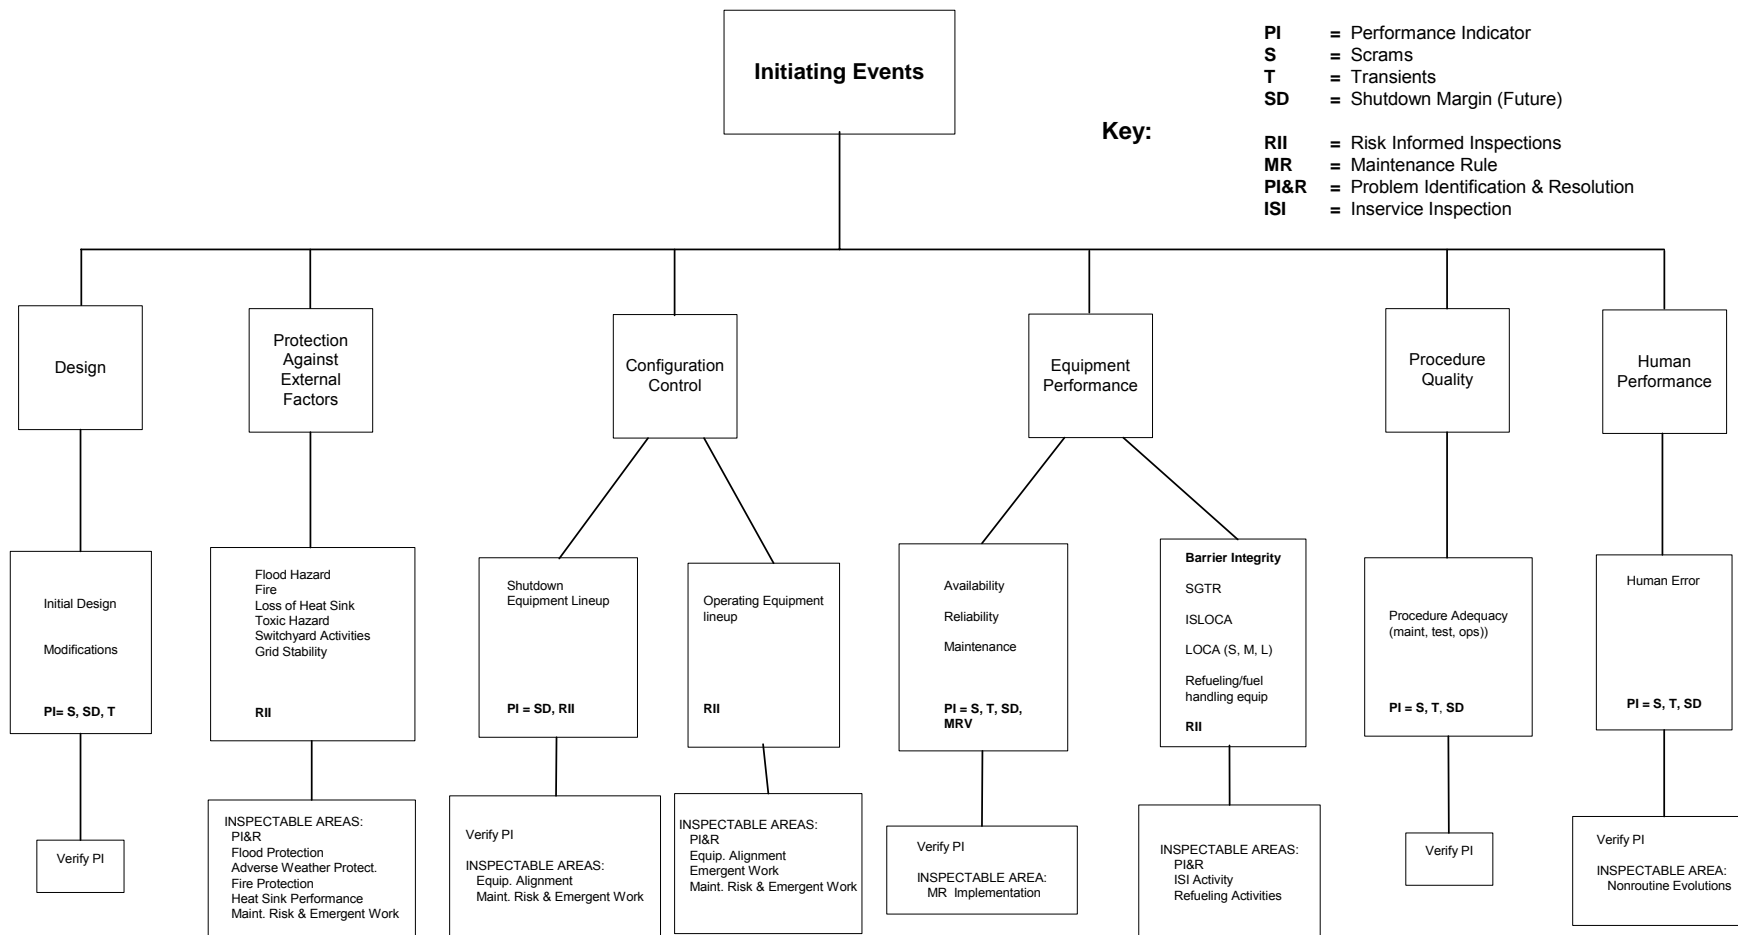 Initiating Events
Key:
PI = Performance Indicator
S = Scrams
T = Transients
SD = Shutdown Margin (Future)
RII = Risk Informed Inspections
MR = Maintenance Rule
PI&R = Problem Identification & Resolution
ISI = Inservice Inspection
Design
Protection
Against
External
Factors
Configuration
Control
Equipment
Performance
Procedure
Quality
Human
Performance
Initial Design
Modifications
PI= S, SD, T
Flood Hazard
Fire
Loss of Heat Sink
Toxic Hazard
Switchyard Activities
Grid Stability
RII
Shutdown
Equipment Lineup
PI = SD, RII
Operating Equipment
lineup
RII
Availability
Reliability
Maintenance
PI = S, T, SD,
MRV
Barrier Integrity
SGTR
ISLOCA
LOCA (S, M, L)
Refueling/fuel
handling equip
RII
Procedure Adequacy
(maint, test, ops))
PI = S, T, SD
Human Error
PI = S, T, SD
Verify PI
INSPECTABLE AREAS:
PI&R
Flood Protection
Adverse Weather Protect.
Fire Protection
Heat Sink Performance
Maint. Risk & Emergent Work
Verify PI
INSPECTABLE AREAS:
Equip. Alignment
Maint. Risk & Emergent Work
INSPECTABLE AREAS:
PI&R
Equip. Alignment
Emergent Work
Maint. Risk & Emergent Work
Verify PI
INSPECTABLE AREA:
MR Implementation
INSPECTABLE AREAS:
PI&R
ISI Activity
Refueling Activities
Verify PI
Verify PI
INSPECTABLE AREA:
Nonroutine Evolutions